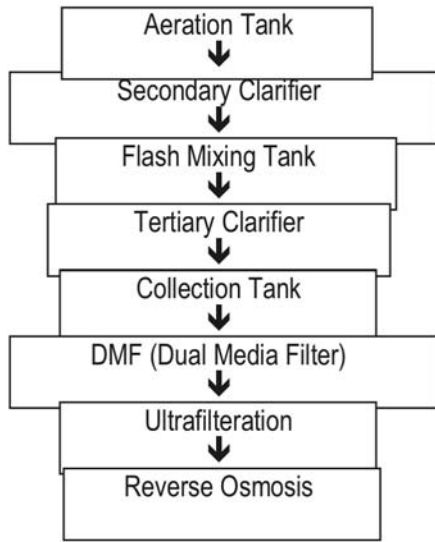 Aeration Tank
Secondary Clarifier
Flash Mixing Tank
Tertiary Clarifier
Collection Tank
DMF (Dual Media Filter)
Ultrafilteration
Reverse Osmosis